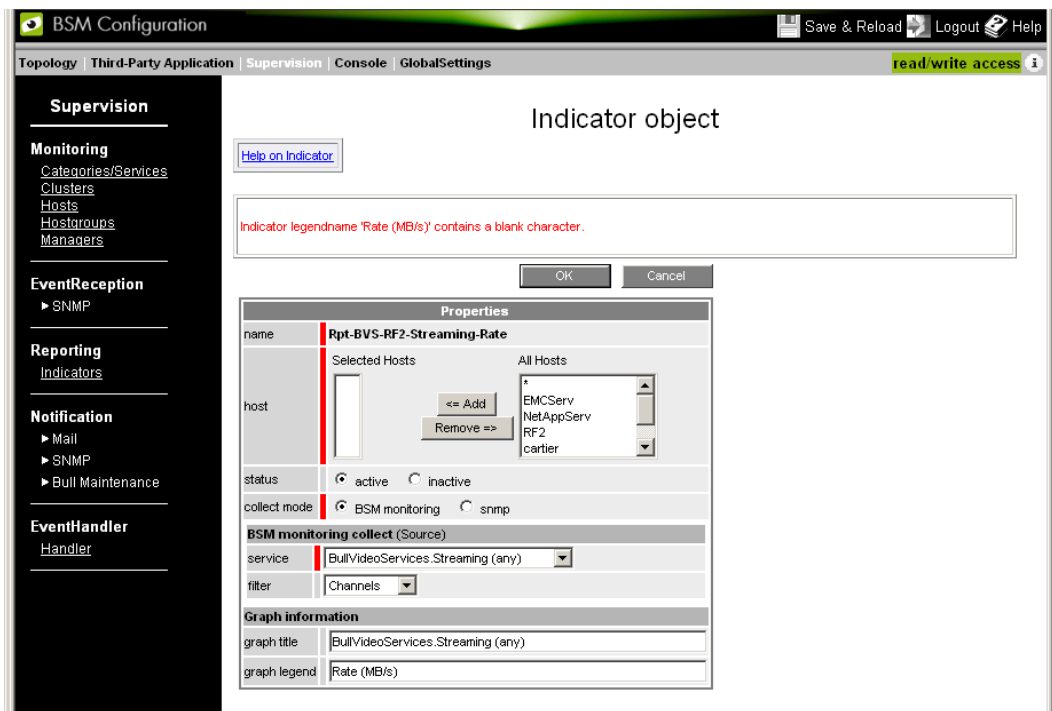 BSM Configuration
Save & Reload Logout Help
Topology Third-Party Application Supervision Console GlobalSettings read/write access i
Supervision
Monitoring
Categories/Services
Clusters
Hosts
Hostgroups
Managers
EventReception
SNMP
Reporting
Indicators
Notification
Mail
SNMP
Bull Maintenance
EventHandler
Handler
Indicator object
Help on Indicator
Indicator legendname 'Rate (MB/s)' contains a blank character.
OK Cancel
Properties
name Rpt-BVS-RF2-Streaming-Rate
host
Selected Hosts All Hosts
<= Add
Remove =>
*
EMCServ
NetAppServ
RF2
cartier
status active inactive
collect mode BSM monitoring snmp
BSM monitoring collect (Source)
service BullVideoServices.Streaming (any)
filter Channels
Graph information
graph title BullVideoServices.Streaming (any)
graph legend Rate (MB/s)